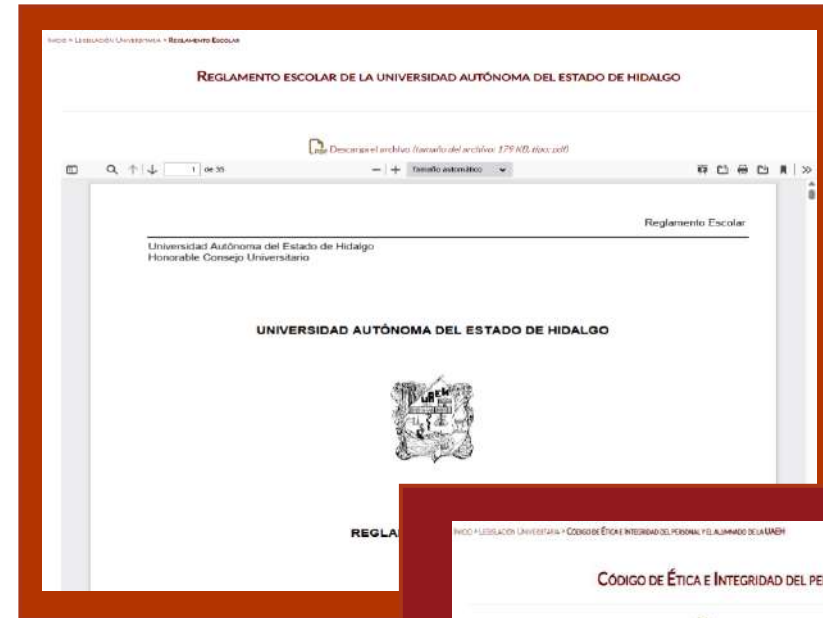 INICIO > LEGISLACIÓN UNIVERSITARIA > REGLAMENTO ESCOLAR
REGLAMENTO ESCOLAR DE LA UNIVERSIDAD AUTÓNOMA DEL ESTADO DE HIDALGO
Descarga el archivo (tamaño del archivo: 179 KB, tipo: pdf)
1 de 35
Tamaño automático
Reglamento Escolar
Universidad Autónoma del Estado de Hidalgo
Honorable Consejo Universitario
UNIVERSIDAD AUTÓNOMA DEL ESTADO DE HIDALGO
UAEH
REGLA
INICIO > LEGISLACIÓN UNIVERSITARIA > CÓDIGO DE ÉTICA E INTEGRIDAD DEL PERSONAL Y EL ALUMNADO DE LA UAEH
CÓDIGO DE ÉTICA E INTEGRIDAD DEL PE